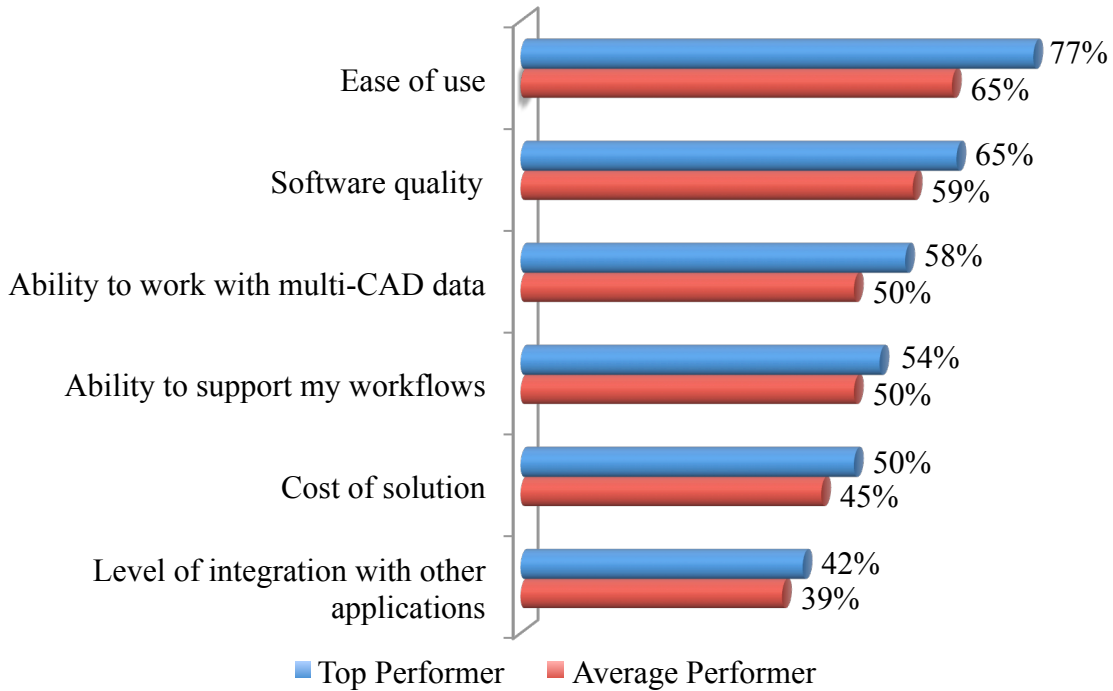 77%
Ease of use
65%
65%
Software quality
59%
58%
Ability to work with multi-CAD data
50%
54%
Ability to support my workflows
50%
50%
Cost of solution
45%
42%
Level of integration with other
applications
39%
Top Performer
Average Performer